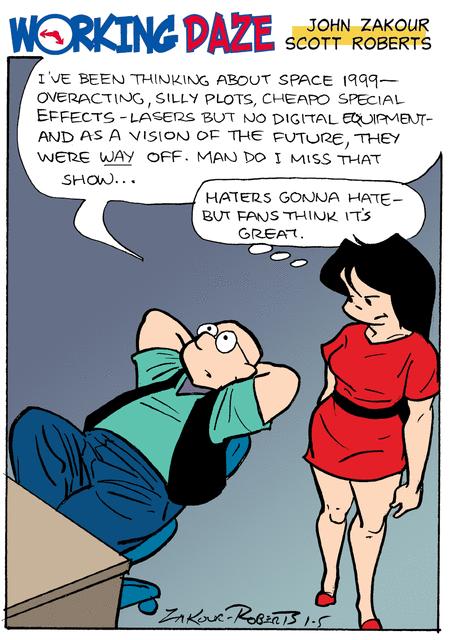 WORKING DAZE
JOHN ZAKOUR
SCOTT ROBERTS
I'VE BEEN THINKING ABOUT SPACE 1999—
OVERACTING, SILLY PLOTS, CHEAPO SPECIAL
EFFECTS - LASERS BUT NO DIGITAL EQUIPMENT-
AND AS A VISION OF THE FUTURE, THEY
WERE WAY OFF. MAN DO I MISS THAT
SHOW...
HATERS GONNA HATE—
BUT FANS THINK IT'S
GREAT.
ZAKOUR-ROBERTS 1-5